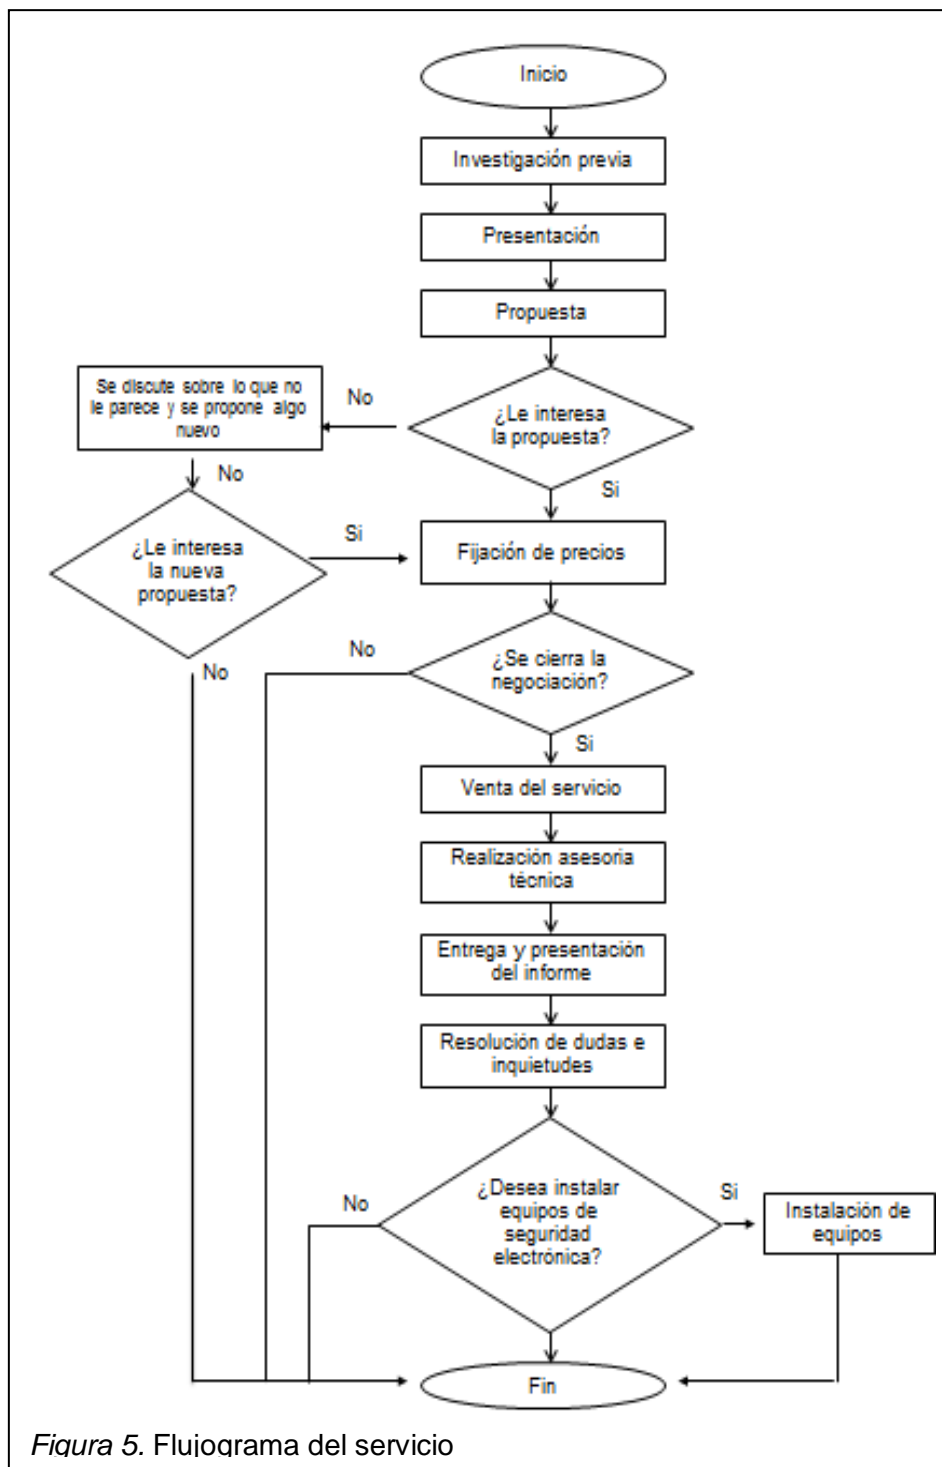 Inicio
Investigación previa
Presentación
Propuesta
Se discute sobre lo que no
le parece y se propone algo
nuevo
No
¿Le interesa
la propuesta?
No
Si
¿Le interesa
la nueva
propuesta?
Si
Fijación de precios
No
No
¿Se cierra la
negociación?
Si
Venta del servicio
Realización asesoria
técnica
Entrega y presentación
del informe
Resolución de dudas e
inquietudes
No
¿Desea instalar
equipos de
seguridad
electrónica?
Si
Instalación de
equipos
Fin
Figura 5. Flujograma del servicio